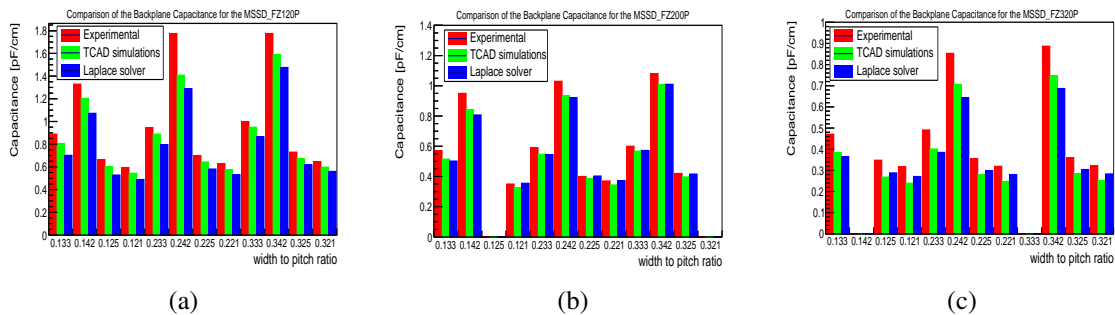 Comparison of the Backplane Capacitance for the MSSD_FZ120P
Capacitance [pF/cm]
1.8
1.6
1.4
1.2
1
0.8
0.6
0.4
0.2
0
Experimental
TCAD simulations
Laplace solver
0.133 0.142 0.125 0.121 0.233 0.242 0.225 0.221 0.333 0.342 0.325 0.321
width to pitch ratio
(a)
Comparison of the Backplane Capacitance for the MSSD_FZ200P
Capacitance [pF/cm]
1.4
1.2
1
0.8
0.6
0.4
0.2
0
Experimental
TCAD simulations
Laplace solver
0.133 0.142 0.125 0.121 0.233 0.242 0.225 0.221 0.333 0.342 0.325 0.321
width to pitch ratio
(b)
Comparison of the Backplane Capacitance for the MSSD_FZ320P
Capacitance [pF/cm]
1
0.9
0.8
0.7
0.6
0.5
0.4
0.3
0.2
0.1
0
Experimental
TCAD simulations
Laplace solver
0.133 0.142 0.125 0.121 0.233 0.242 0.225 0.221 0.333 0.342 0.325 0.321
width to pitch ratio
(c)